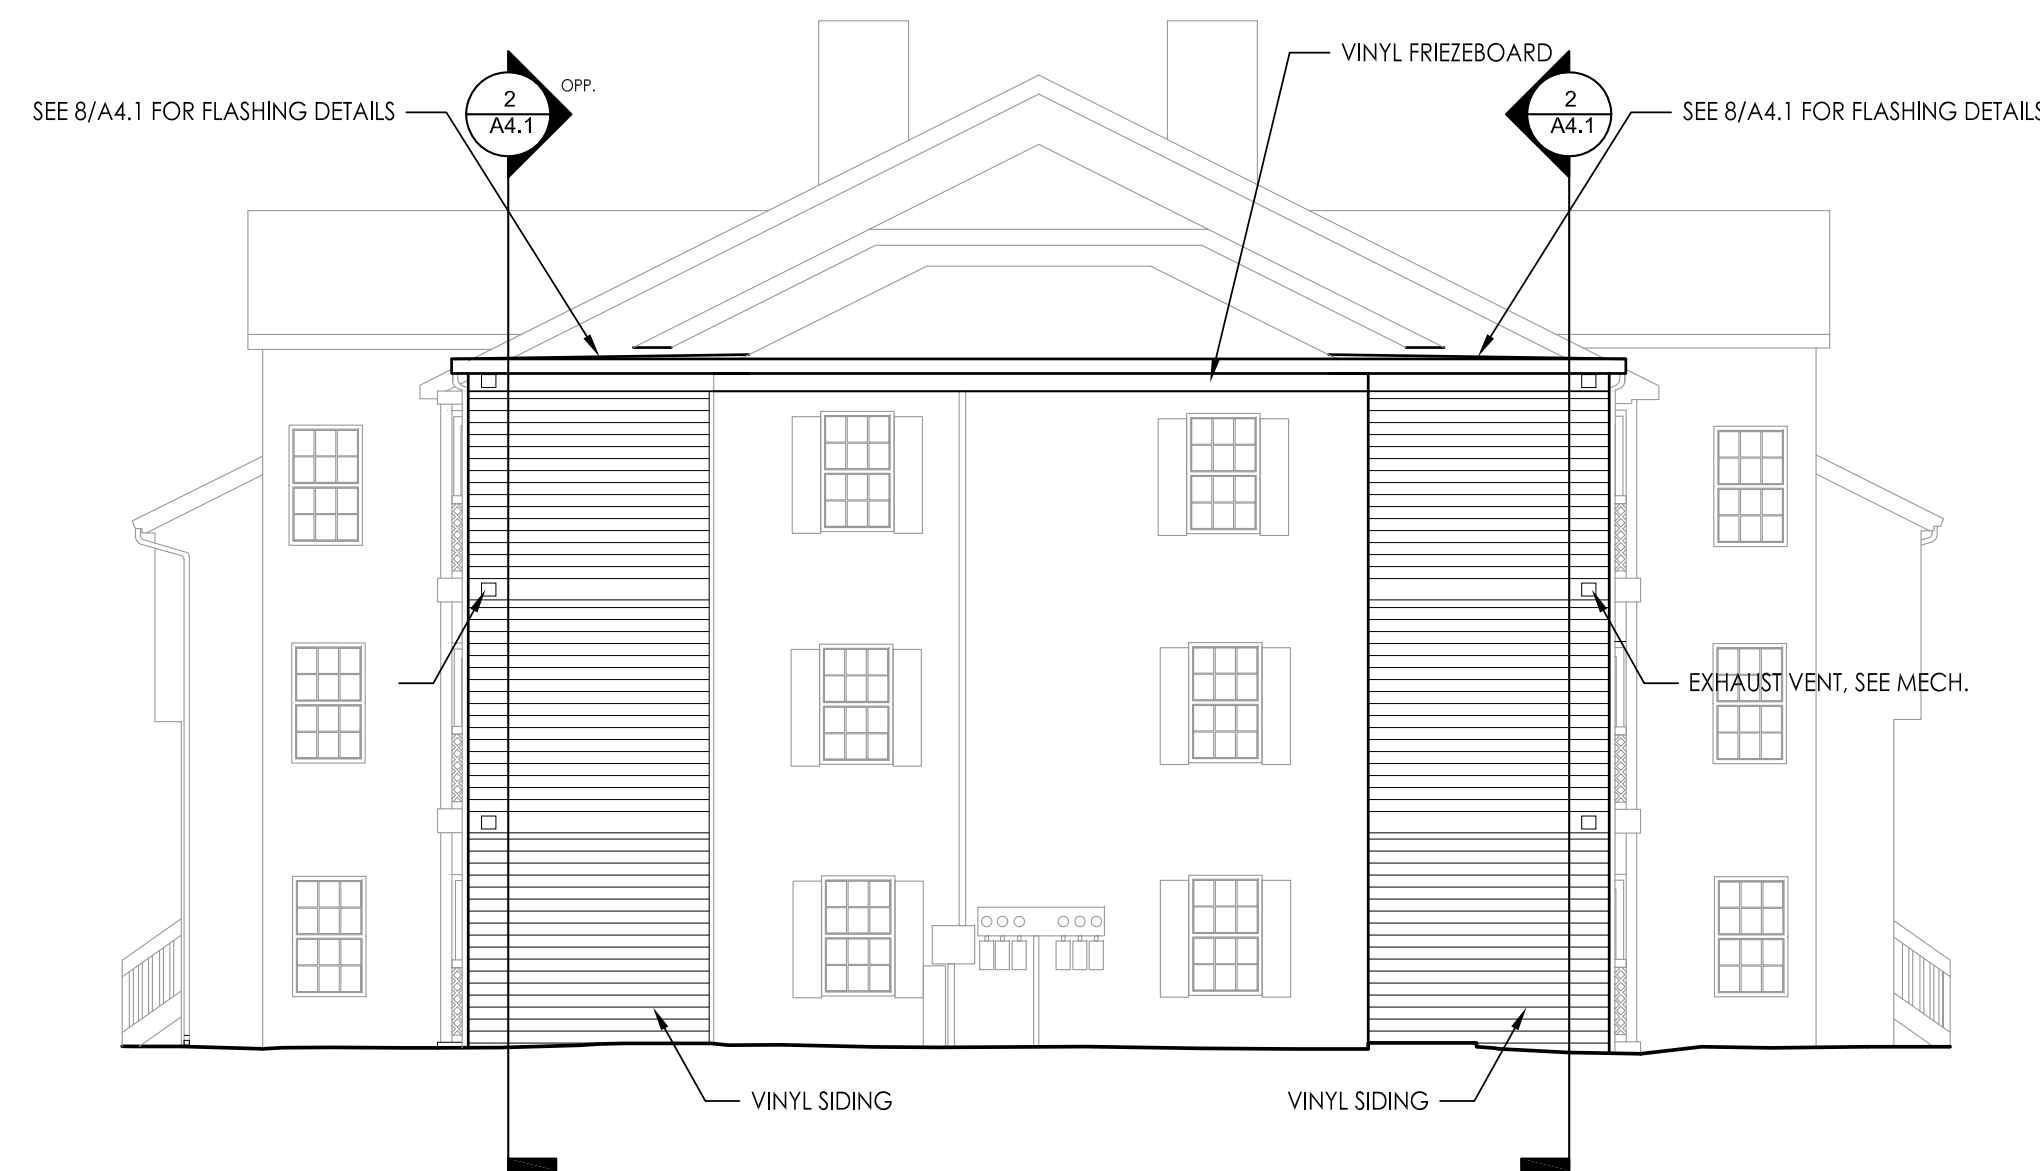 VINYL FRIEZEBOARD
OPP.
2
A4.1
2
A4.1
SEE 8/A4.1 FOR FLASHING DETAILS
SEE 8/A4.1 FOR FLASHING DETAILS
EXHAUST VENT, SEE MECH.
VINYL SIDING
VINYL SIDING